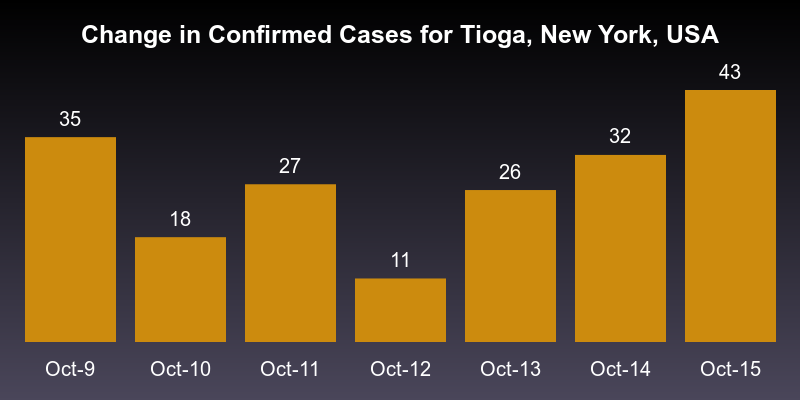 Change in Confirmed Cases for Tioga, New York, USA
35
18
27
11
26
32
43
Oct-9
Oct-10
Oct-11
Oct-12
Oct-13
Oct-14
Oct-15